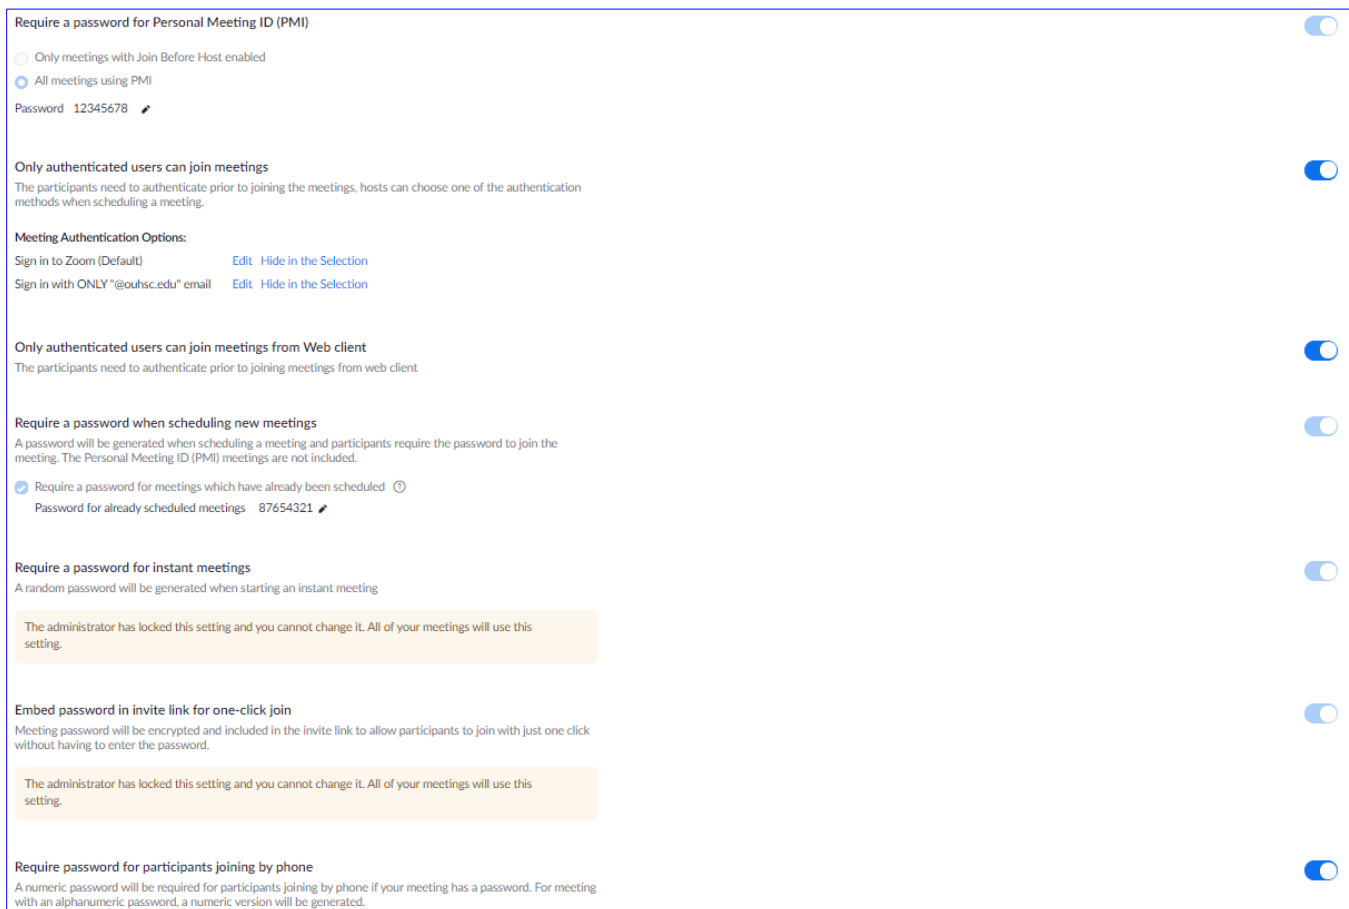 Require a password for Personal Meeting ID (PMI)
Only meetings with Join Before Host enabled
All meetings using PMI
Password 12345678
Only authenticated users can join meetings
The participants need to authenticate prior to joining the meetings, hosts can choose one of the authentication
methods when scheduling a meeting.
Meeting Authentication Options:
Sign in to Zoom (Default) Edit Hide in the Selection
Sign in with ONLY "@ouhsc.edu" email Edit Hide in the Selection
Only authenticated users can join meetings from Web client
The participants need to authenticate prior to joining meetings from web client
Require a password when scheduling new meetings
A password will be generated when scheduling a meeting and participants require the password to join the
meeting. The Personal Meeting ID (PMI) meetings are not included.
Require a password for meetings which have already been scheduled ?
Password for already scheduled meetings 87654321
Require a password for instant meetings
A random password will be generated when starting an instant meeting
The administrator has locked this setting and you cannot change it. All of your meetings will use this
setting.
Embed password in invite link for one-click join
Meeting password will be encrypted and included in the invite link to allow participants to join with just one click
without having to enter the password.
The administrator has locked this setting and you cannot change it. All of your meetings will use this
setting.
Require password for participants joining by phone
A numeric password will be required for participants joining by phone if your meeting has a password. For meeting
with an alphanumeric password, a numeric version will be generated.